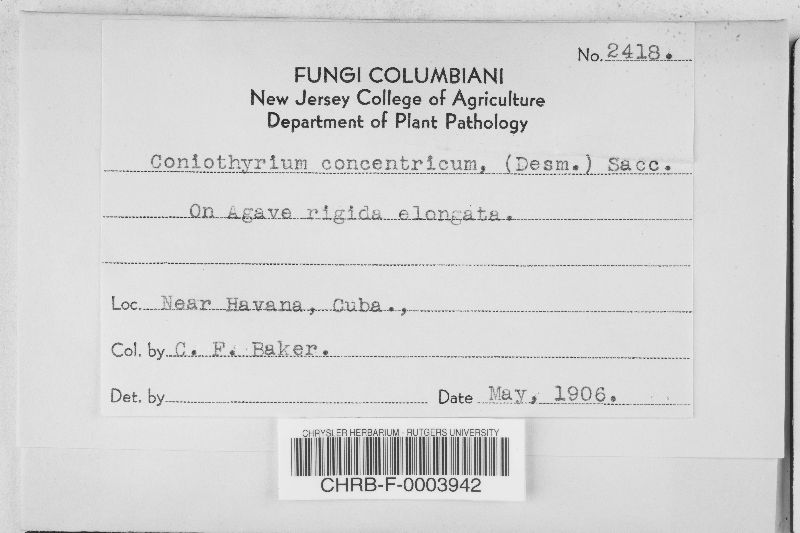 No. 2418.
FUNGI COLUMBIANI
New Jersey College of Agriculture
Department of Plant Pathology
Coniothyrium concentricum, (Desm.) Sacc.
On Agave rigida elongata.
Loc. Near Havana, Cuba.,
Col. by C. F. Baker.
Det. by Date May, 1906.
CHRYSLER HERBARIUM - RUTGERS UNIVERSITY
CHRB-F-0003942